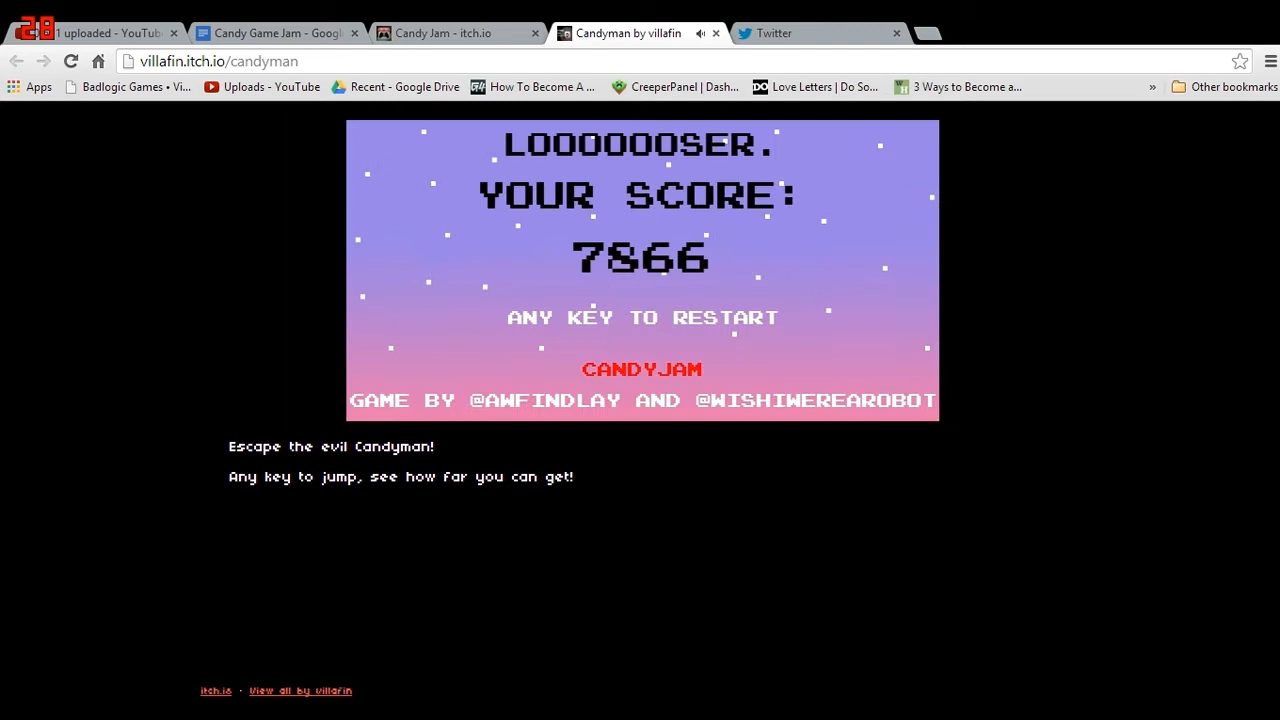 28
1 uploaded - YouTub
Candy Game Jam - Googl
Candy Jam - itch.io
Candyman by villafin
Twitter
villafin.itch.io/candyman
Apps
Badlogic Games • Vi...
Uploads - YouTube
Recent - Google Drive
How To Become A ...
CreeperPanel | Dash...
DO
Love Letters | Do So...
3 Ways to Become a...
»
Other bookmarks
LOOOOOOSER.
YOUR SCORE:
7866
ANY KEY TO RESTART
CANDYJAM
GAME BY @AWFINDLAY AND @WISHIWEREAROBOT
Escape the evil Candyman!
Any key to jump, see how far you can get!
itch.io · View all by villafin